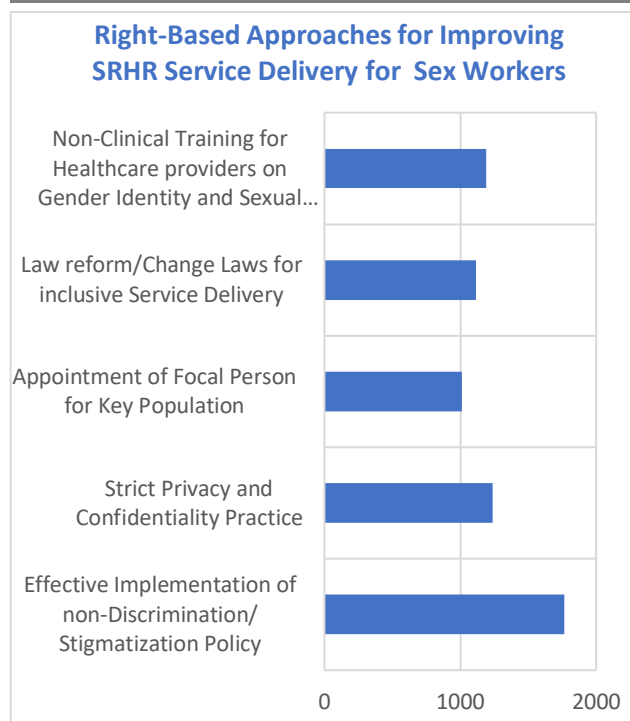 Right-Based Approaches for Improving
SRHR Service Delivery for Sex Workers
Non-Clinical Training for
Healthcare providers on
Gender Identity and Sexual...
Law reform/Change Laws for
inclusive Service Delivery
Appointment of Focal Person
for Key Population
Strict Privacy and
Confidentiality Practice
Effective Implementation of
non-Discrimination/
Stigmatization Policy
0 1000 2000